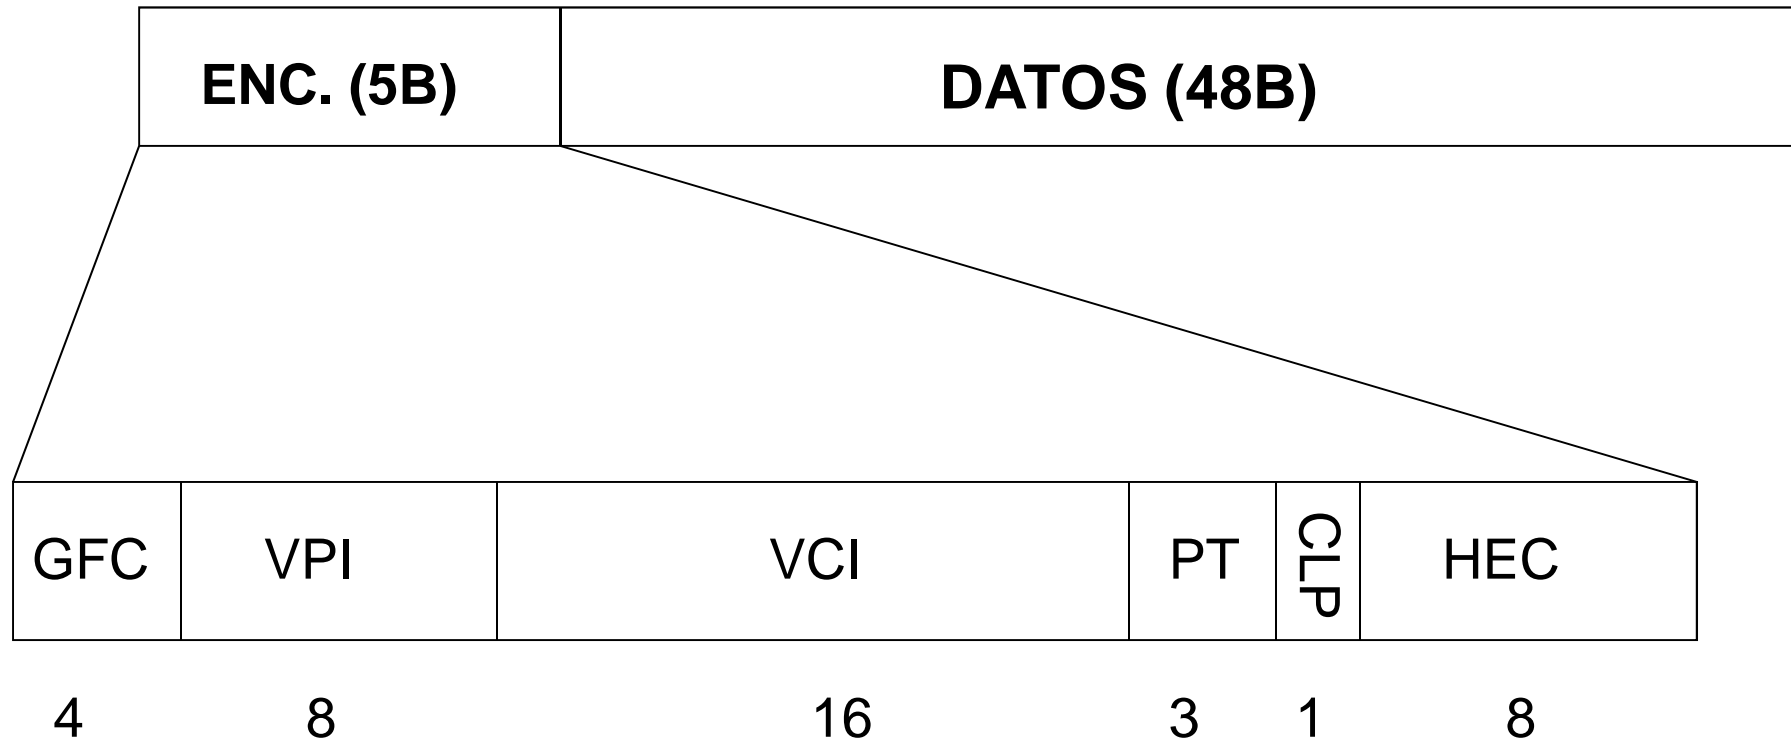 ENC. (5B) DATOS (48B)
GFC VPI VCI PT CLP HEC
4 8 16 3 1 8